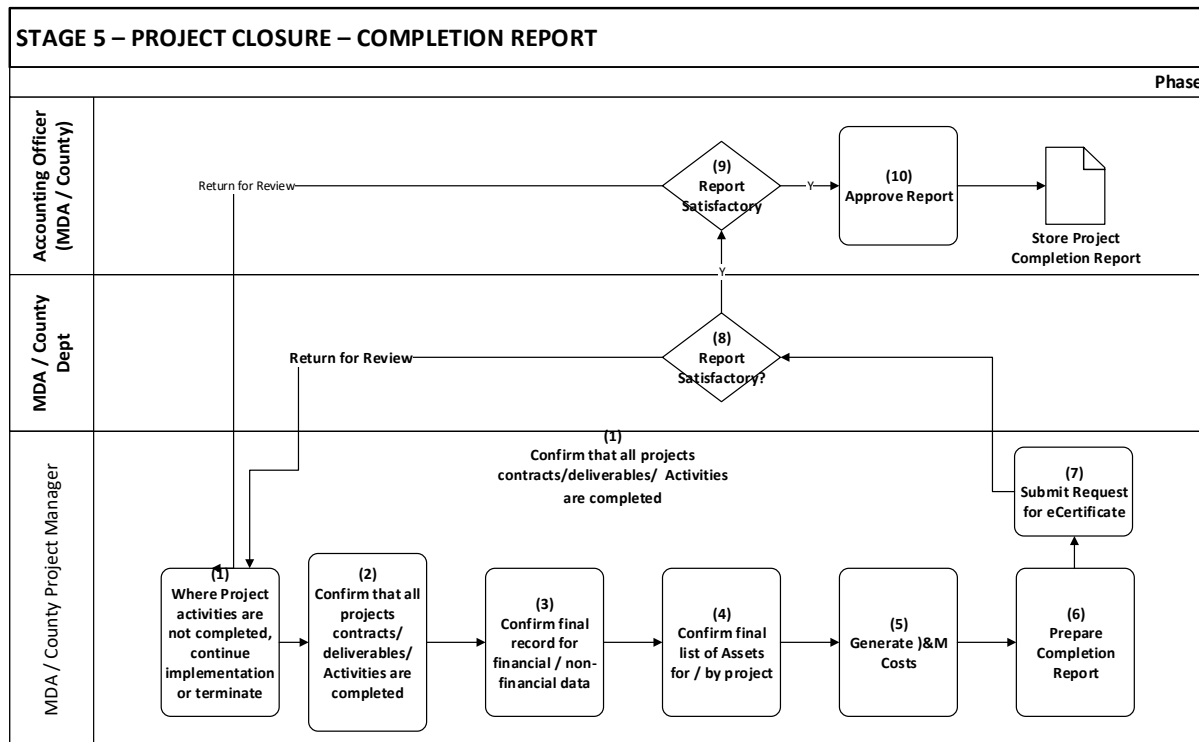 STAGE 5 – PROJECT CLOSURE – COMPLETION REPORT
Phase
Accounting Officer
(MDA / County)
Return for Review
(9)
Report
Satisfactory
Y
(10)
Approve Report
Store Project
Completion Report
Y
MDA / County
Dept
Return for Review
(8)
Report
Satisfactory?
MDA / County Project Manager
(1)
Confirm that all projects
contracts/deliverables/ Activities
are completed
(7)
Submit Request
for eCertificate
(1)
Where Project
activities are
not completed,
continue
implementation
or terminate
(2)
Confirm that all
projects
contracts/
deliverables/
Activities are
completed
(3)
Confirm final
record for
financial / non-
financial data
(4)
Confirm final
list of Assets
for / by project
(5)
Generate )&M
Costs
(6)
Prepare
Completion
Report